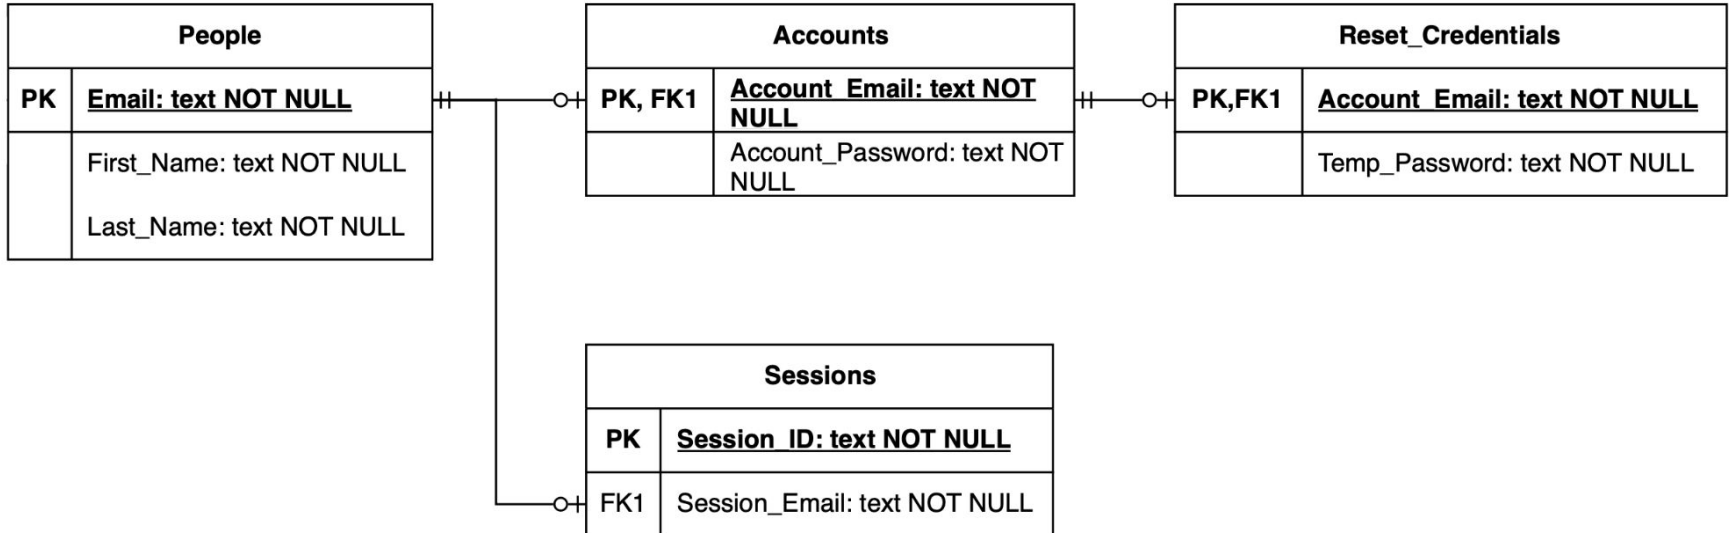 People
PK
Email: text NOT NULL
First_Name: text NOT NULL
Last_Name: text NOT NULL
Accounts
PK, FK1
Account_Email: text NOT
NULL
Account_Password: text NOT
NULL
Reset_Credentials
PK,FK1
Account_Email: text NOT NULL
Temp_Password: text NOT NULL
Sessions
PK
Session_ID: text NOT NULL
FK1
Session_Email: text NOT NULL